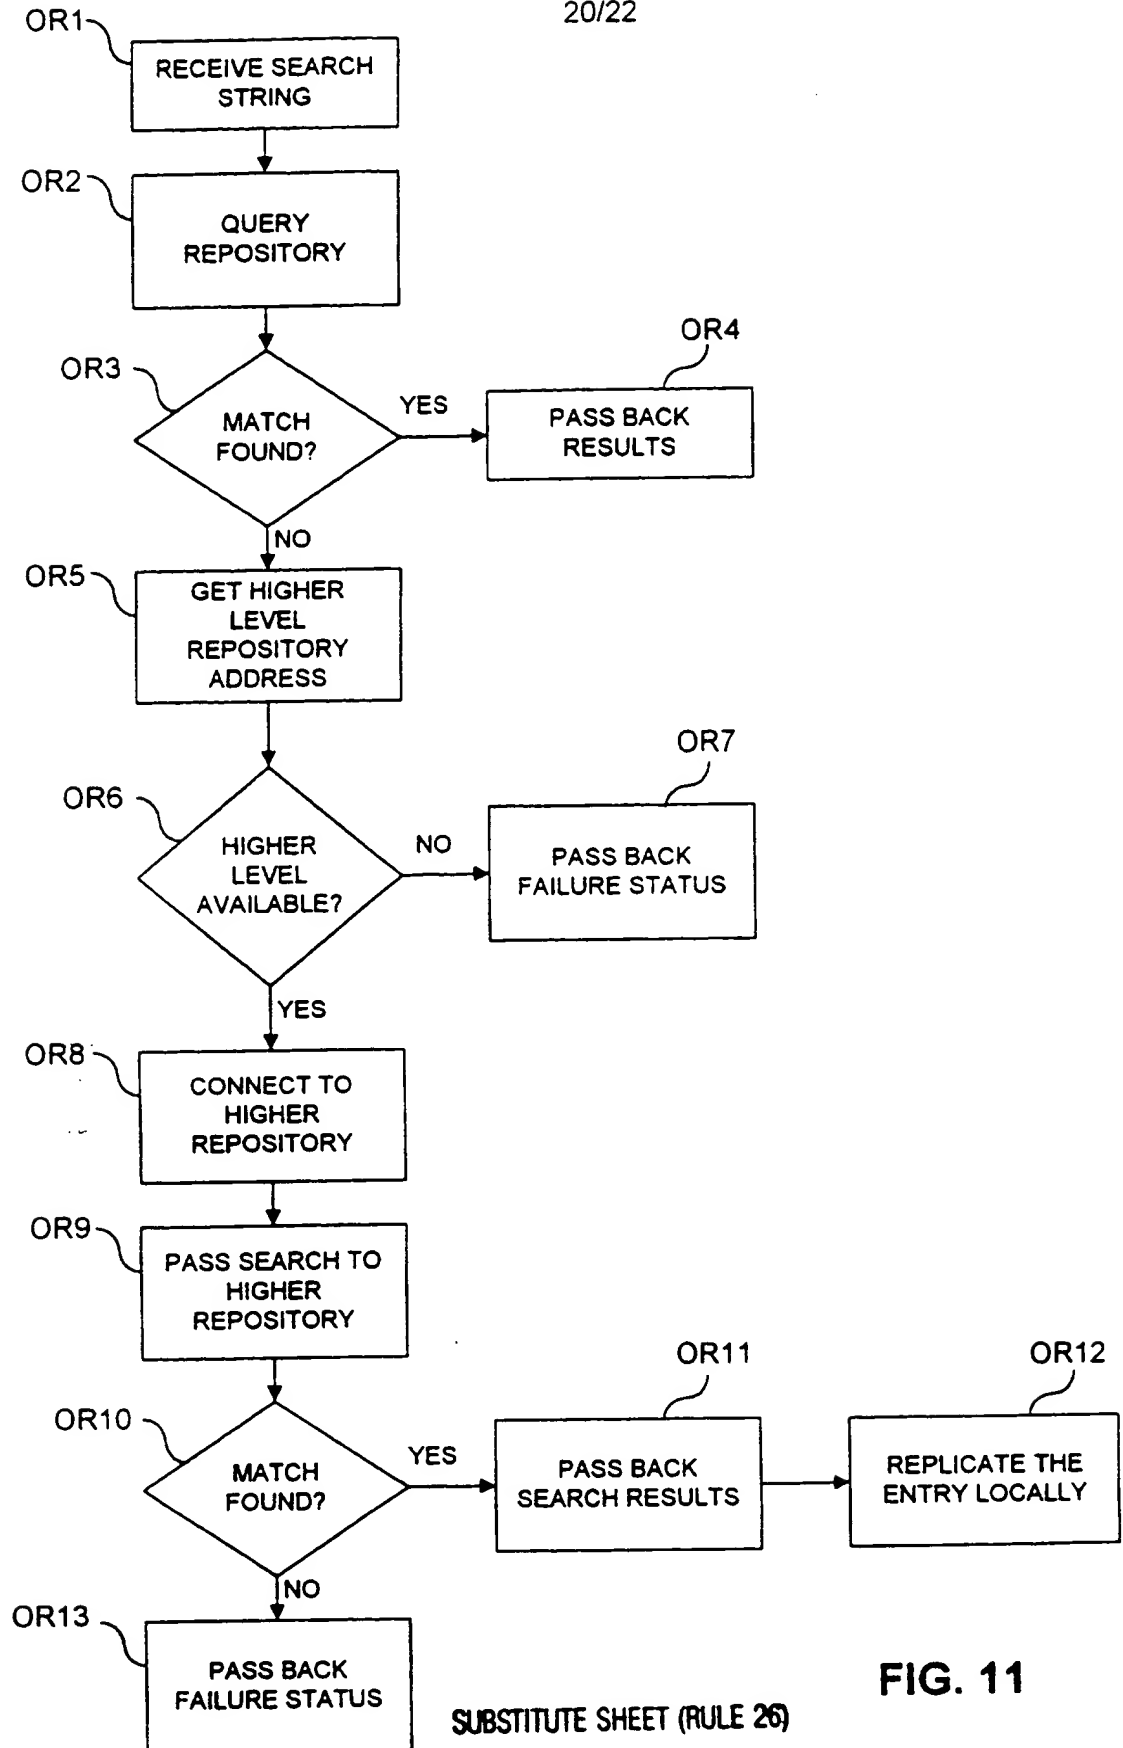 20/22
OR1
RECEIVE SEARCH
STRING
OR2
QUERY
REPOSITORY
OR3
MATCH
FOUND?
YES
OR4
PASS BACK
RESULTS
NO
OR5
GET HIGHER
LEVEL
REPOSITORY
ADDRESS
OR6
HIGHER
LEVEL
AVAILABLE?
NO
OR7
PASS BACK
FAILURE STATUS
YES
OR8
CONNECT TO
HIGHER
REPOSITORY
OR9
PASS SEARCH TO
HIGHER
REPOSITORY
OR10
MATCH
FOUND?
YES
OR11
PASS BACK
SEARCH RESULTS
OR12
REPLICATE THE
ENTRY LOCALLY
NO
OR13
PASS BACK
FAILURE STATUS
FIG. 11
SUBSTITUTE SHEET (RULE 26)